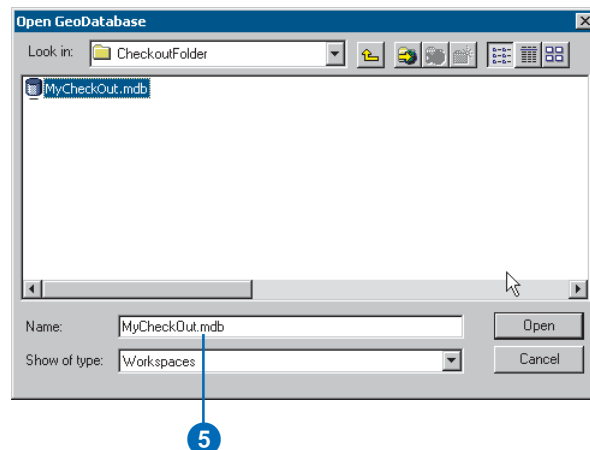 Open GeoDatabase
Look in: CheckoutFolder
MyCheckOut.mdb
Name: MyCheckOut.mdb Open
Show of type: Workspaces Cancel
5